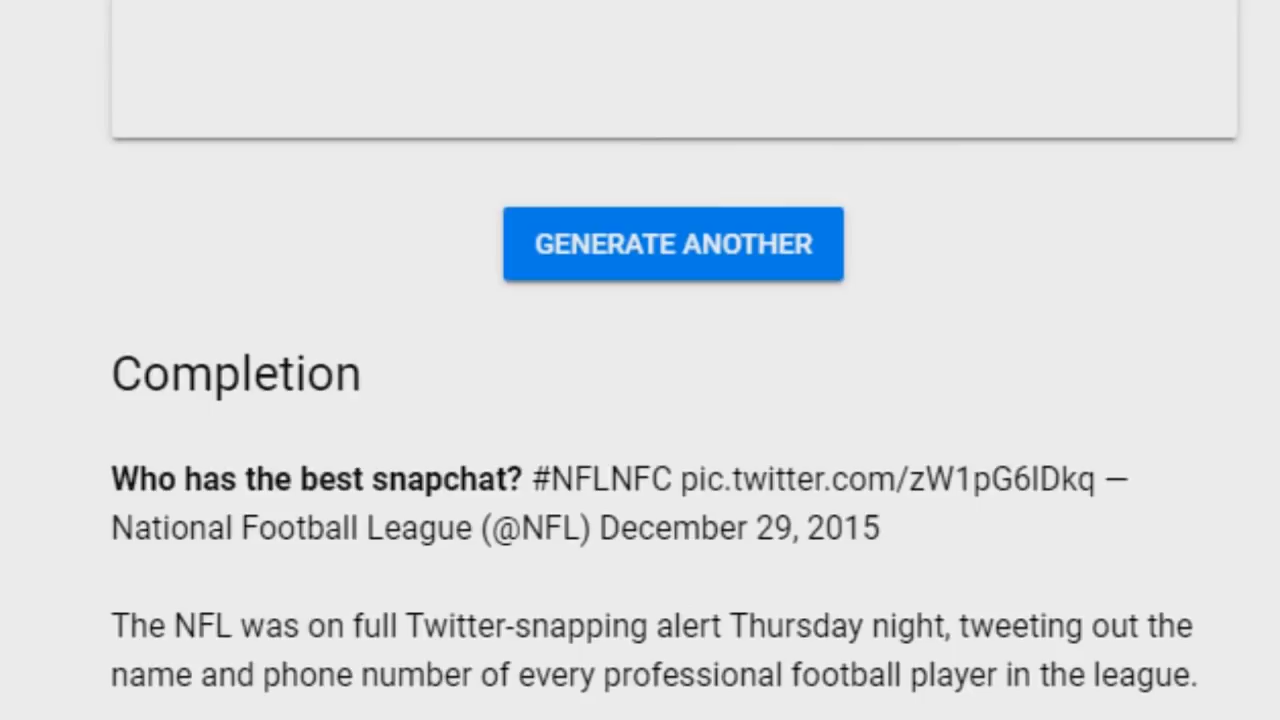 GENERATE ANOTHER
Completion
Who has the best snapchat? #NFLNFC pic.twitter.com/zW1pG6IDkq —
National Football League (@NFL) December 29, 2015
The NFL was on full Twitter-snapping alert Thursday night, tweeting out the
name and phone number of every professional football player in the league.